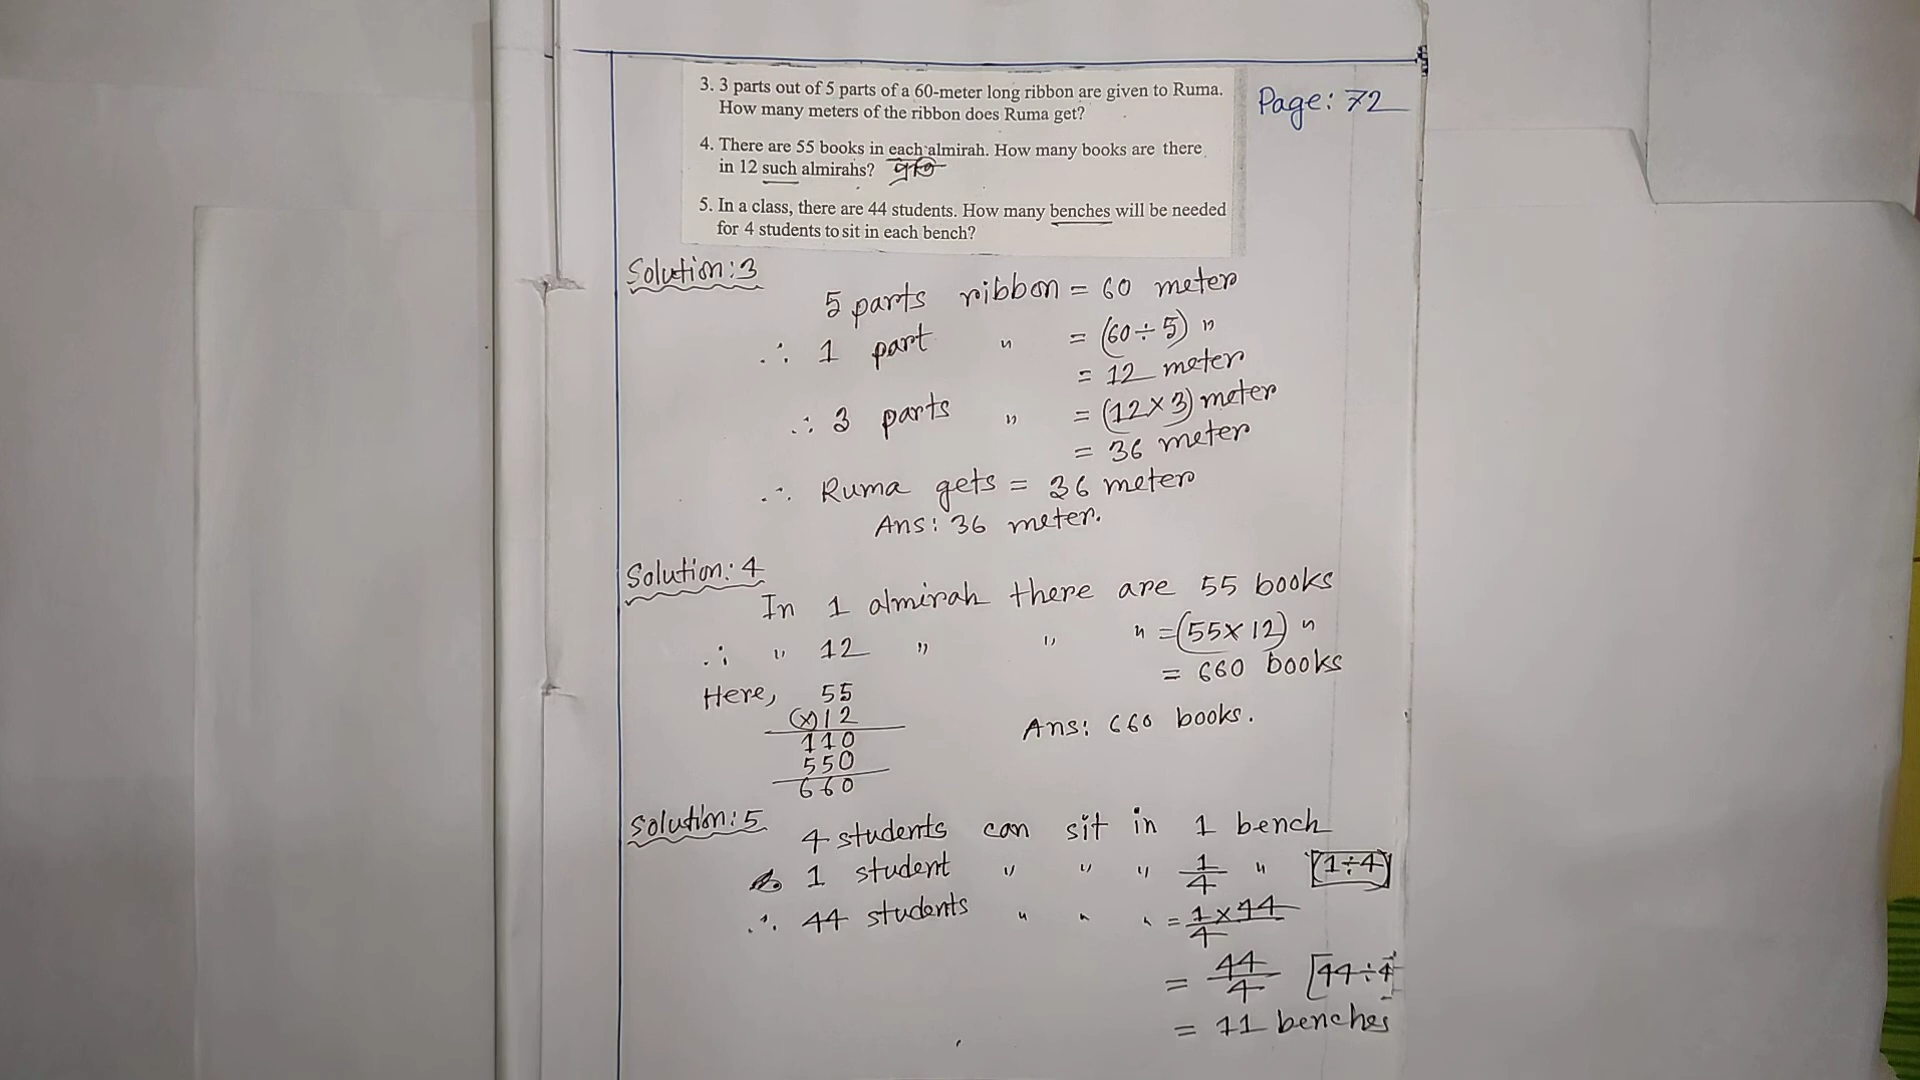 3. 3 parts out of 5 parts of a 60-meter long ribbon are given to Ruma.
How many meters of the ribbon does Ruma get?
Page: 72
4. There are 55 books in each almirah. How many books are there
in 12 such almirahs?
5. In a class, there are 44 students. How many benches will be needed
for 4 students to sit in each bench?
Solution: 3
5 parts ribbon = 60 meter
∴ 1 part " = (60÷5) "
= 12 meter
∴ 3 parts " = (12×3) meter
= 36 meter
∴ Ruma gets = 36 meter
Ans: 36 meter.
Solution: 4
In 1 almirah there are 55 books
∴ " 12 " " " =(55×12) "
= 660 books
Here, 55
(×)12
110
550
660
Ans: 660 books.
Solution: 5
4 students can sit in 1 bench
1 student " " " 1/4 " [1÷4]
∴ 44 students " " " = 1×44/4
= 44/4 [44÷4]
= 11 benches